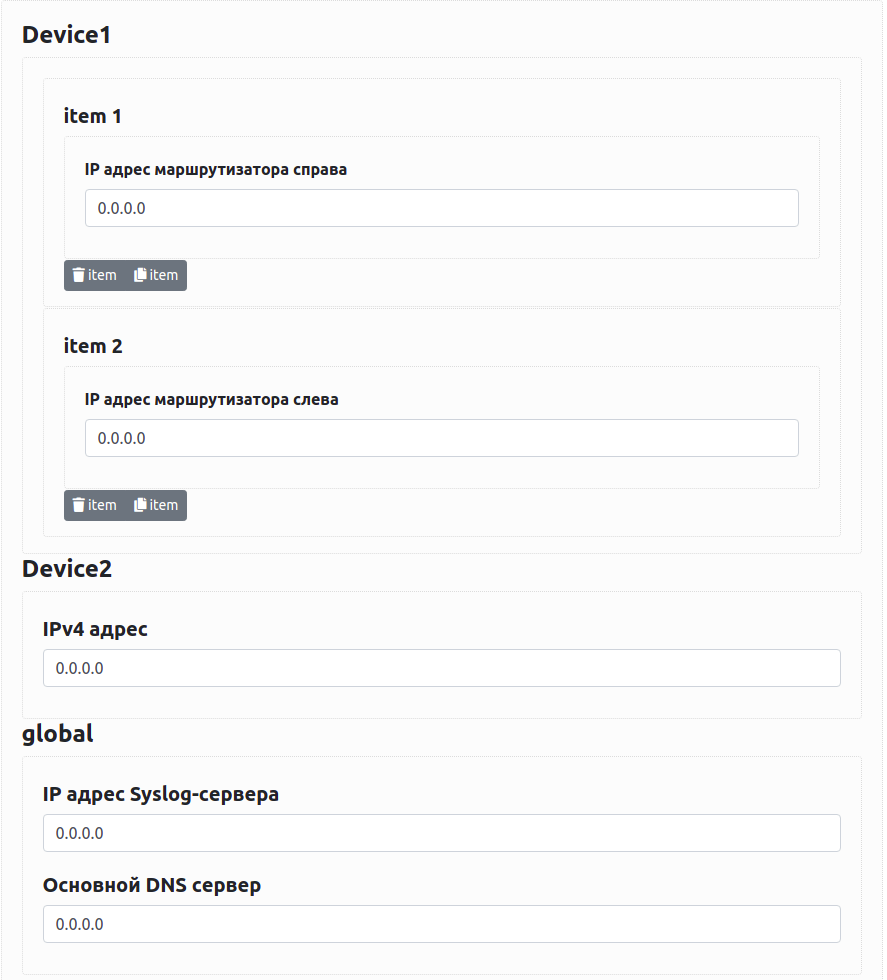 Device1
item 1
IP адрес маршрутизатора справа
0.0.0.0
item item
item 2
IP адрес маршрутизатора слева
0.0.0.0
item item
Device2
IPv4 адрес
0.0.0.0
global
IP адрес Syslog-сервера
0.0.0.0
Основной DNS сервер
0.0.0.0